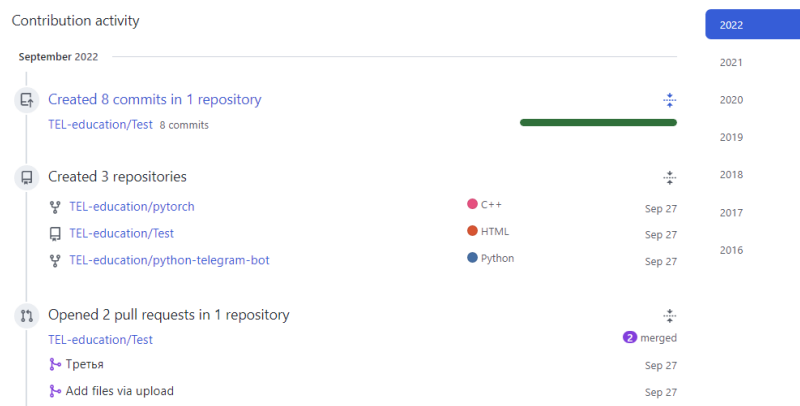 Contribution activity
2022
September 2022
2021
Created 8 commits in 1 repository
2020
TEL-education/Test 8 commits
2019
Created 3 repositories
2018
TEL-education/pytorch C++ Sep 27
2017
TEL-education/Test HTML Sep 27
2016
TEL-education/python-telegram-bot Python Sep 27
Opened 2 pull requests in 1 repository
TEL-education/Test 2 merged
Третья Sep 27
Add files via upload Sep 27